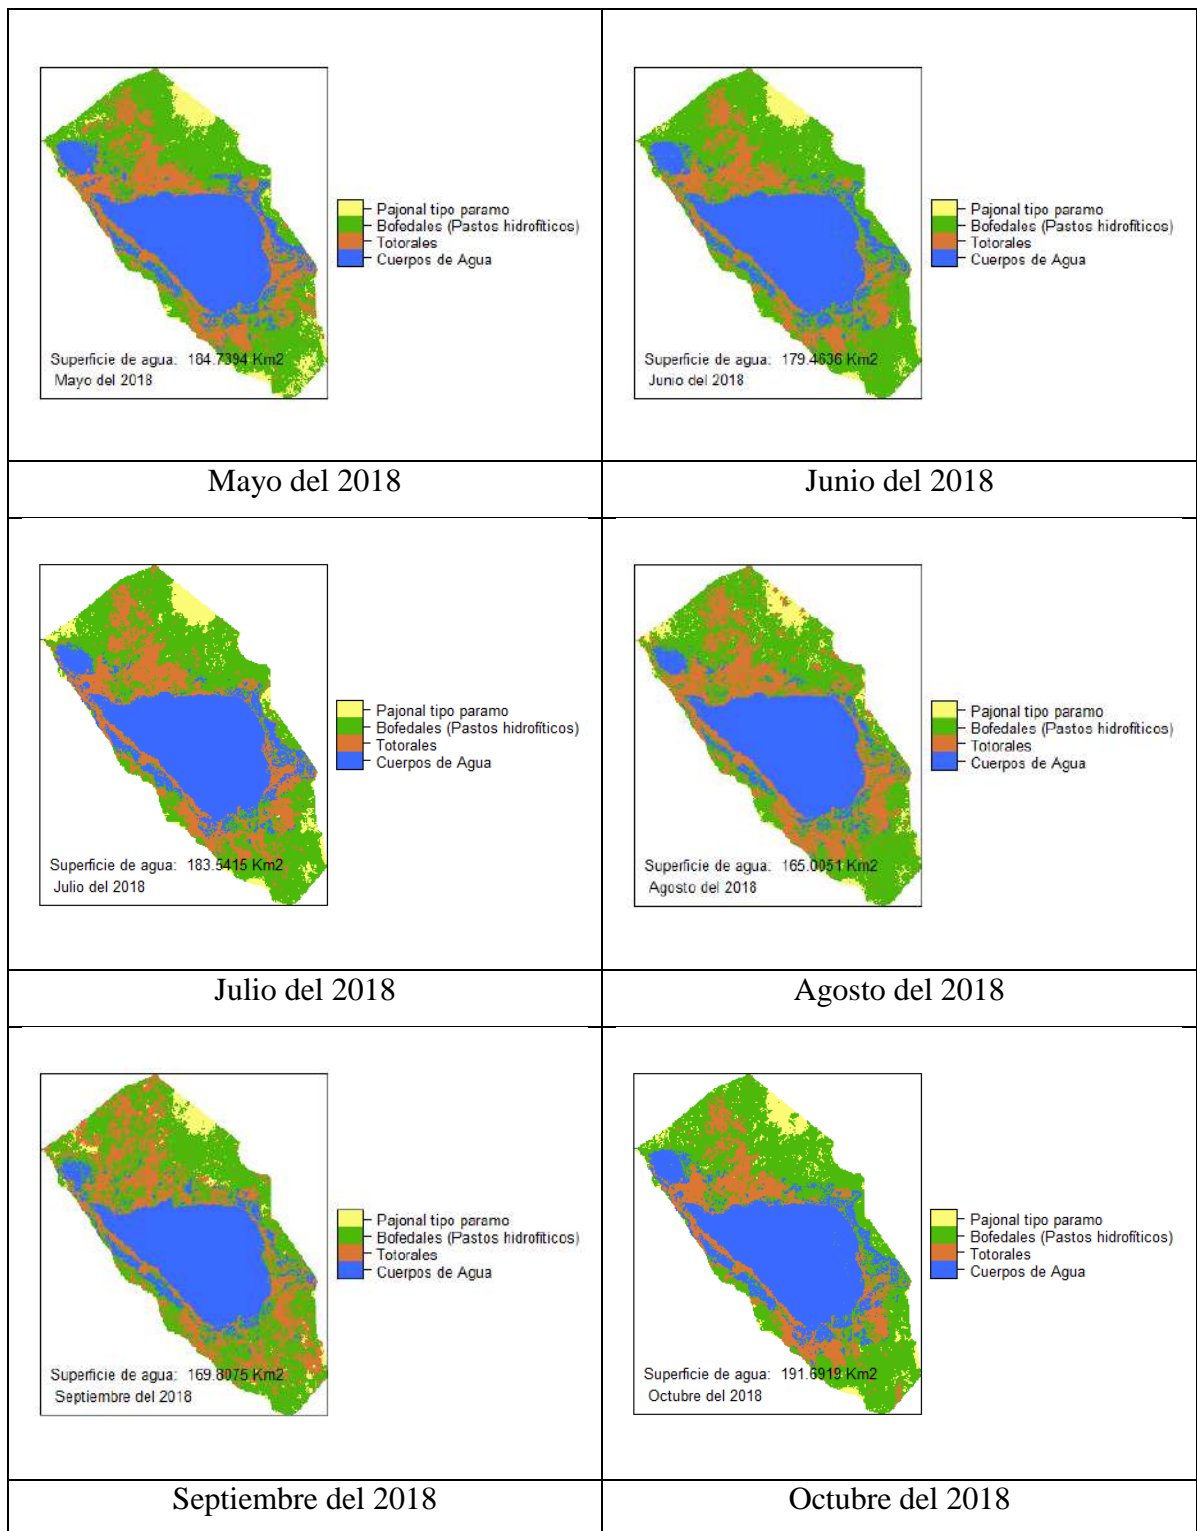 Pajonal tipo paramo
Bofedales (Pastos hidrofíticos)
Totorales
Cuerpos de Agua
Superficie de agua: 184.7394 Km2
Mayo del 2018
Pajonal tipo paramo
Bofedales (Pastos hidrofíticos)
Totorales
Cuerpos de Agua
Superficie de agua: 179.4636 Km2
Junio del 2018
Mayo del 2018
Junio del 2018
Pajonal tipo paramo
Bofedales (Pastos hidrofíticos)
Totorales
Cuerpos de Agua
Superficie de agua: 183.5415 Km2
Julio del 2018
Pajonal tipo paramo
Bofedales (Pastos hidrofíticos)
Totorales
Cuerpos de Agua
Superficie de agua: 165.0051 Km2
Agosto del 2018
Julio del 2018
Agosto del 2018
Pajonal tipo paramo
Bofedales (Pastos hidrofíticos)
Totorales
Cuerpos de Agua
Superficie de agua: 169.8075 Km2
Septiembre del 2018
Pajonal tipo paramo
Bofedales (Pastos hidrofíticos)
Totorales
Cuerpos de Agua
Superficie de agua: 191.6919 Km2
Octubre del 2018
Septiembre del 2018
Octubre del 2018